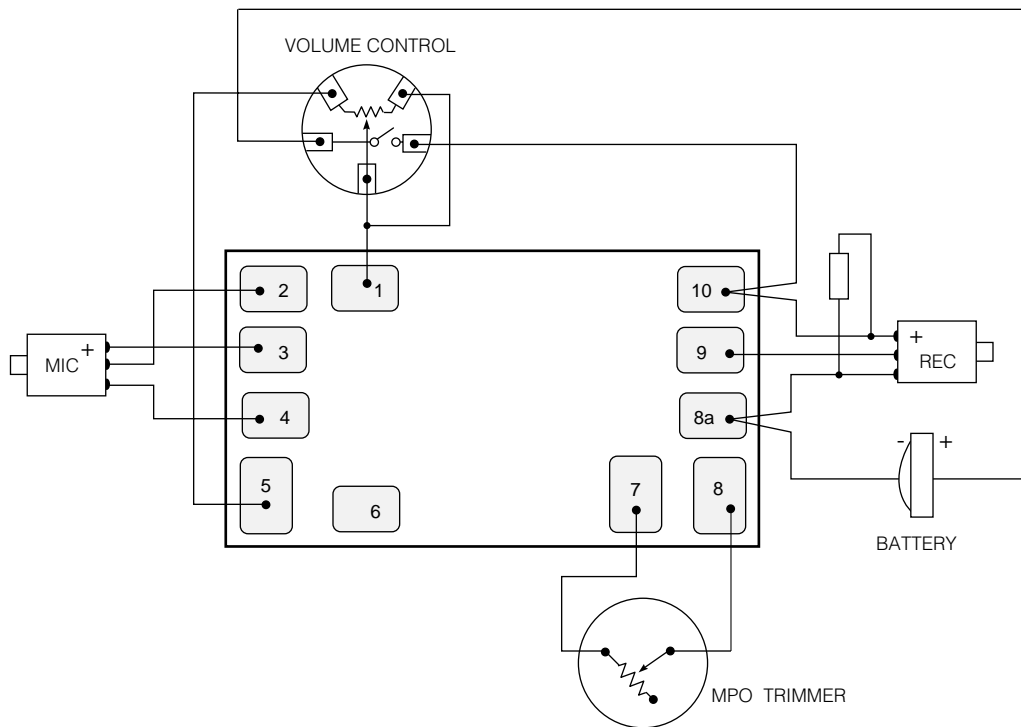 VOLUME CONTROL
2
1
10
+
3
9
+
MIC
REC
4
8a
- +
5
7
8
6
BATTERY
MPO TRIMMER